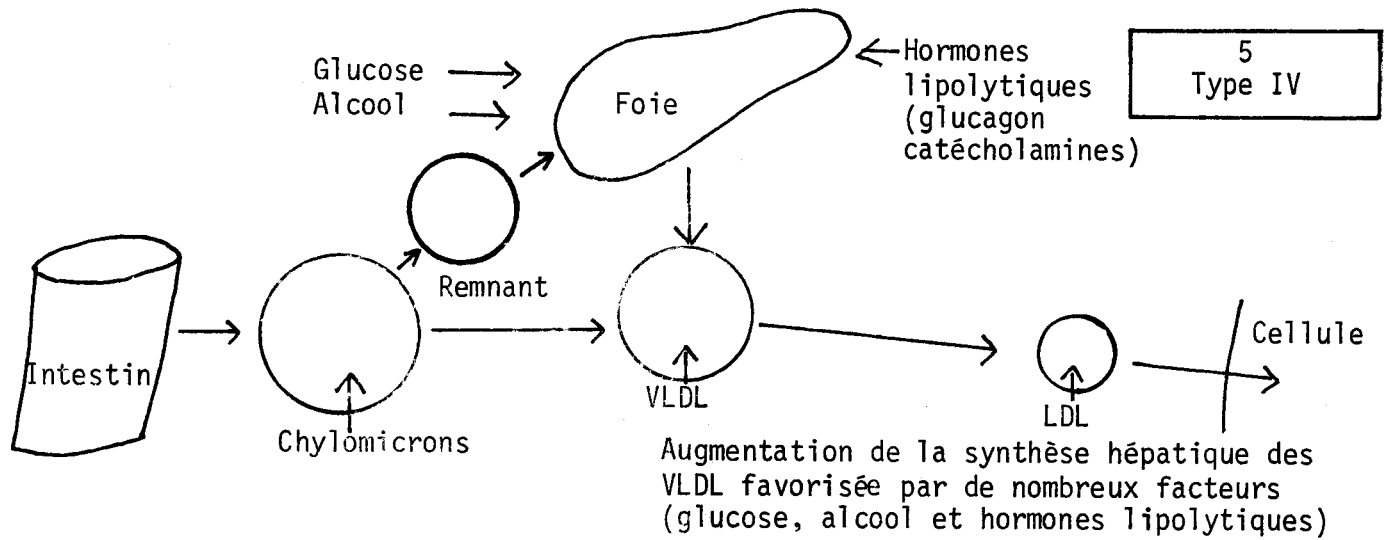 Glucose
Alcool
Foie
Hormones
lipolytiques
(glucagon
catécholamines)
5
Type IV
Remnant
Intestin
Chylomicrons
VLDL
LDL
Cellule
Augmentation de la synthèse hépatique des
VLDL favorisée par de nombreux facteurs
(glucose, alcool et hormones lipolytiques)